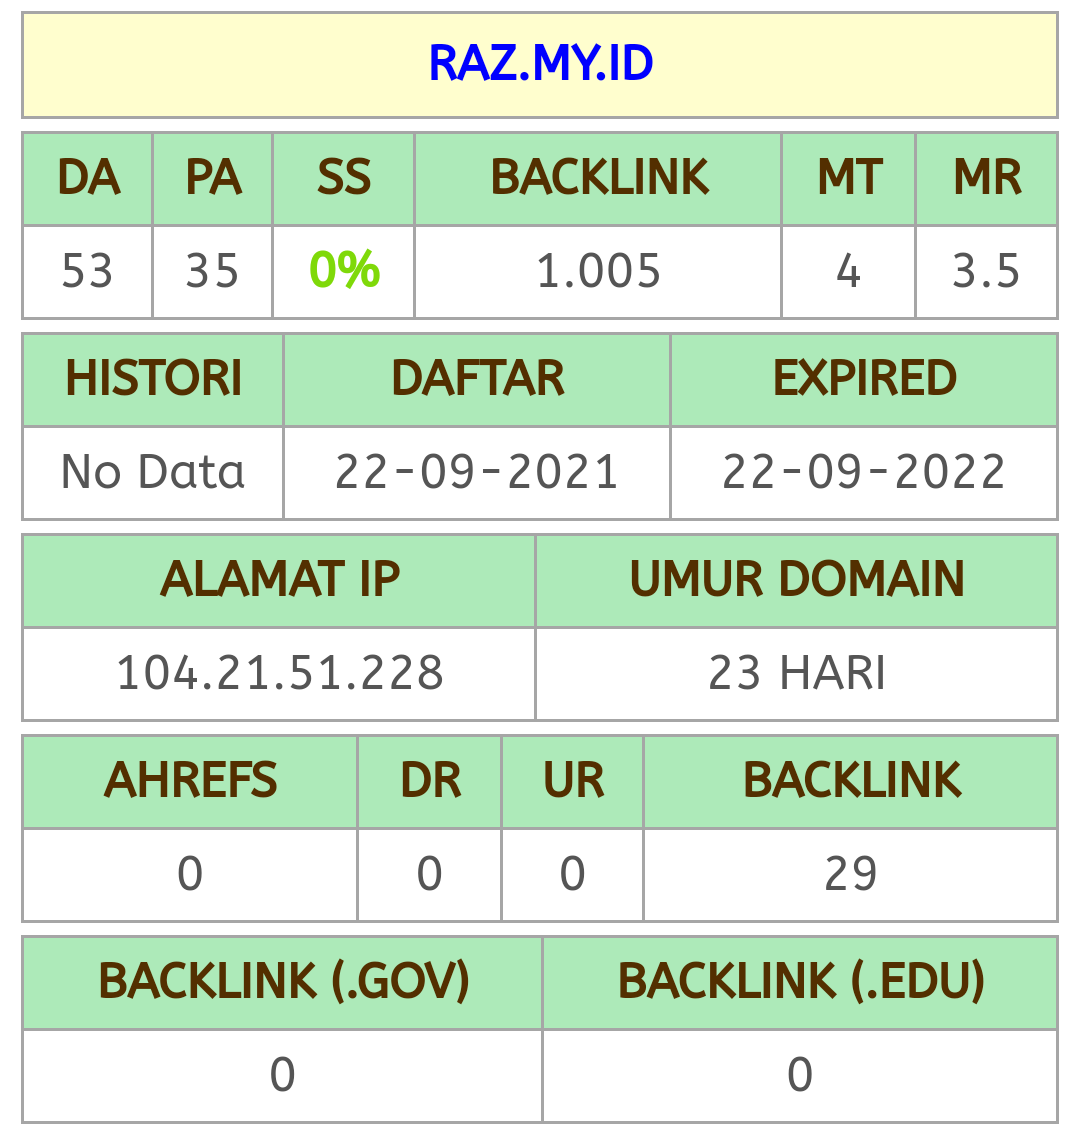 RAZ.MY.ID
DA PA SS BACKLINK MT MR
53 35 0% 1.005 4 3.5
HISTORI DAFTAR EXPIRED
No Data 22-09-2021 22-09-2022
ALAMAT IP UMUR DOMAIN
104.21.51.228 23 HARI
AHREFS DR UR BACKLINK
0 0 0 29
BACKLINK (.GOV) BACKLINK (.EDU)
0 0